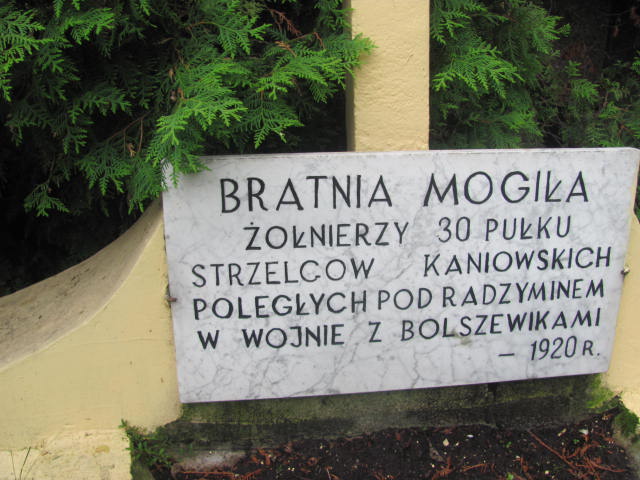 BRATNIA MOGIŁA
ŻOŁNIERZY 30 PUŁKU
STRZELCOW KANIOWSKICH
POLEGŁYCH POD RADZYMINEM
W WOJNIE Z BOLSZEWIKAMI
– 1920 R.